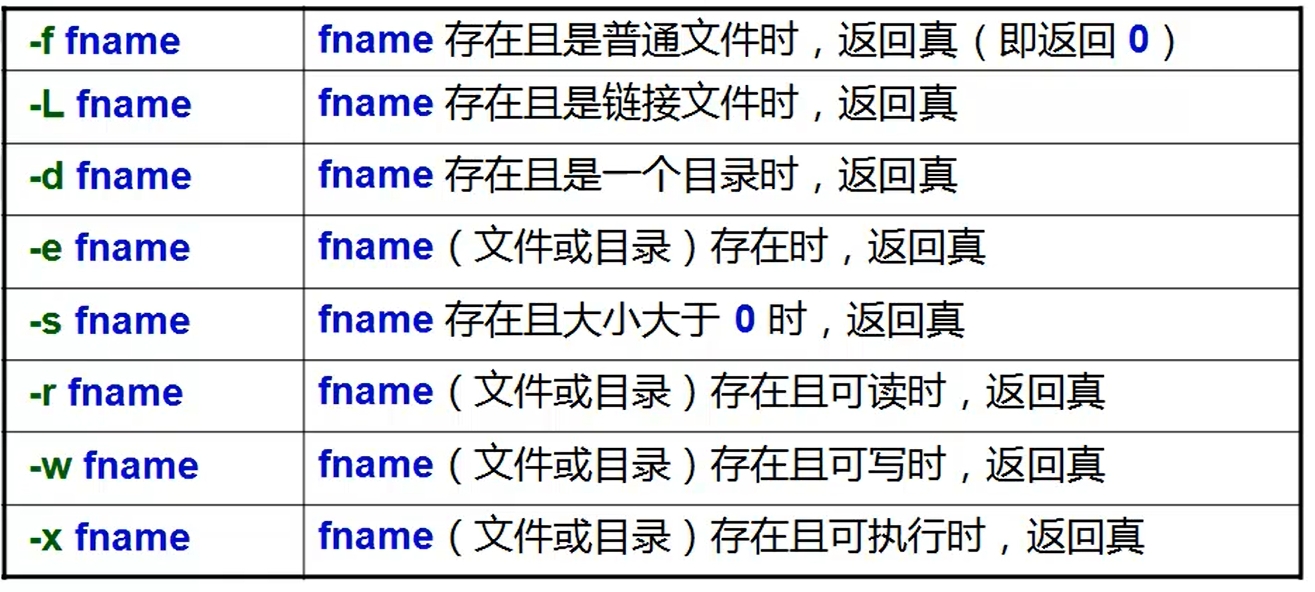 -f fname fname 存在且是普通文件时，返回真（即返回 0）
-L fname fname 存在且是链接文件时，返回真
-d fname fname 存在且是一个目录时，返回真
-e fname fname（文件或目录）存在时，返回真
-s fname fname 存在且大小大于 0 时，返回真
-r fname fname（文件或目录）存在且可读时，返回真
-w fname fname（文件或目录）存在且可写时，返回真
-x fname fname（文件或目录）存在且可执行时，返回真